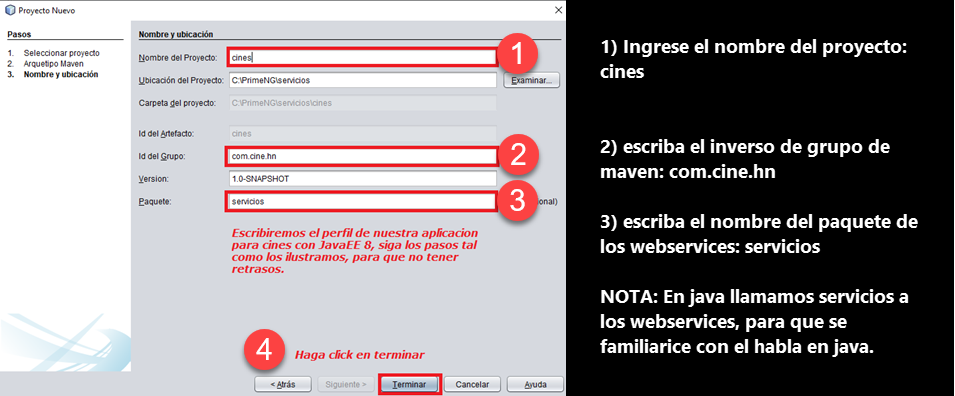 Proyecto Nuevo
Pasos
1. Seleccionar proyecto
2. Arquetipo Maven
3. Nombre y ubicación
Nombre y ubicación
Nombre del Proyecto: cines
1
Ubicación del Proyecto: C:\PrimeNG\servicios Examinar...
Carpeta del proyecto: C:\PrimeNG\servicios\cines
Id del Artefacto: cines
Id del Grupo: com.cine.hn
2
Version: 1.0-SNAPSHOT
Paquete: servicios
3
onal)
Escribiremos el perfil de nuestra aplicacion
para cines con JavaEE 8, siga los pasos tal
como los ilustramos, para que no tener
retrasos.
4
Haga click en terminar
< Atrás Siguiente > Terminar Cancelar Ayuda
1) Ingrese el nombre del proyecto:
cines
2) escriba el inverso de grupo de
maven: com.cine.hn
3) escriba el nombre del paquete de
los webservices: servicios
NOTA: En java llamamos servicios a
los webservices, para que se
familiarice con el habla en java.